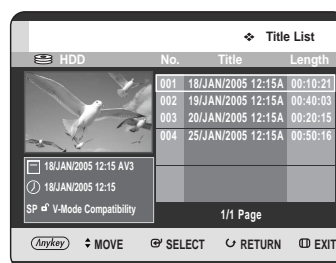 ❖ Title List
HDD No. Title Length
001 18/JAN/2005 12:15A 00:10:21
002 19/JAN/2005 12:15A 00:40:03
003 20/JAN/2005 12:15A 00:20:15
004 25/JAN/2005 12:15A 00:50:16
18/JAN/2005 12:15 AV3
18/JAN/2005 12:15
SP V-Mode Compatibility
1/1 Page
Anykey MOVE SELECT RETURN EXIT